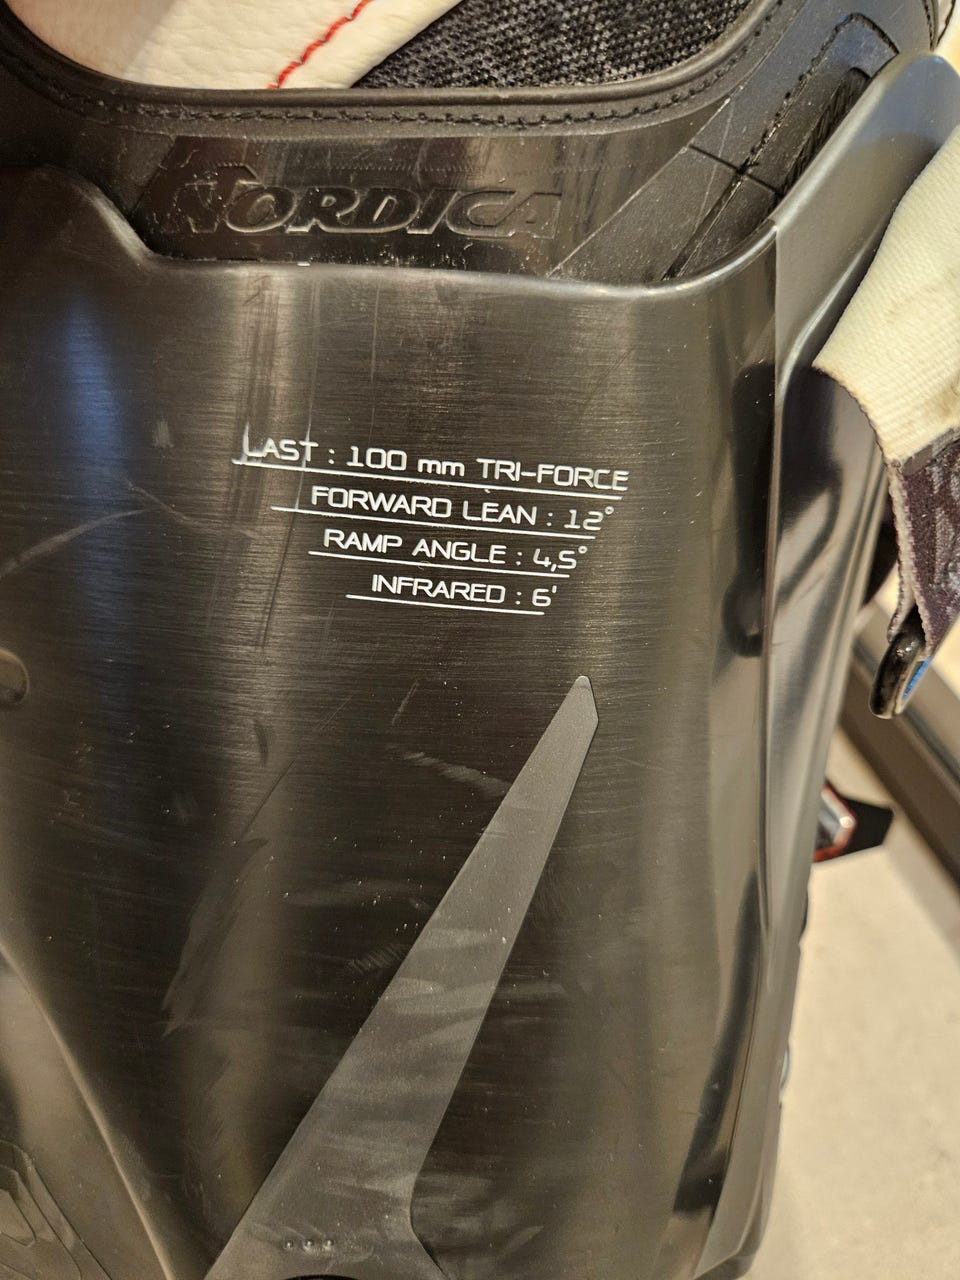 NORDICA
LAST : 100 mm TRI-FORCE
FORWARD LEAN : 12°
RAMP ANGLE : 4,5°
INFRARED : 6'